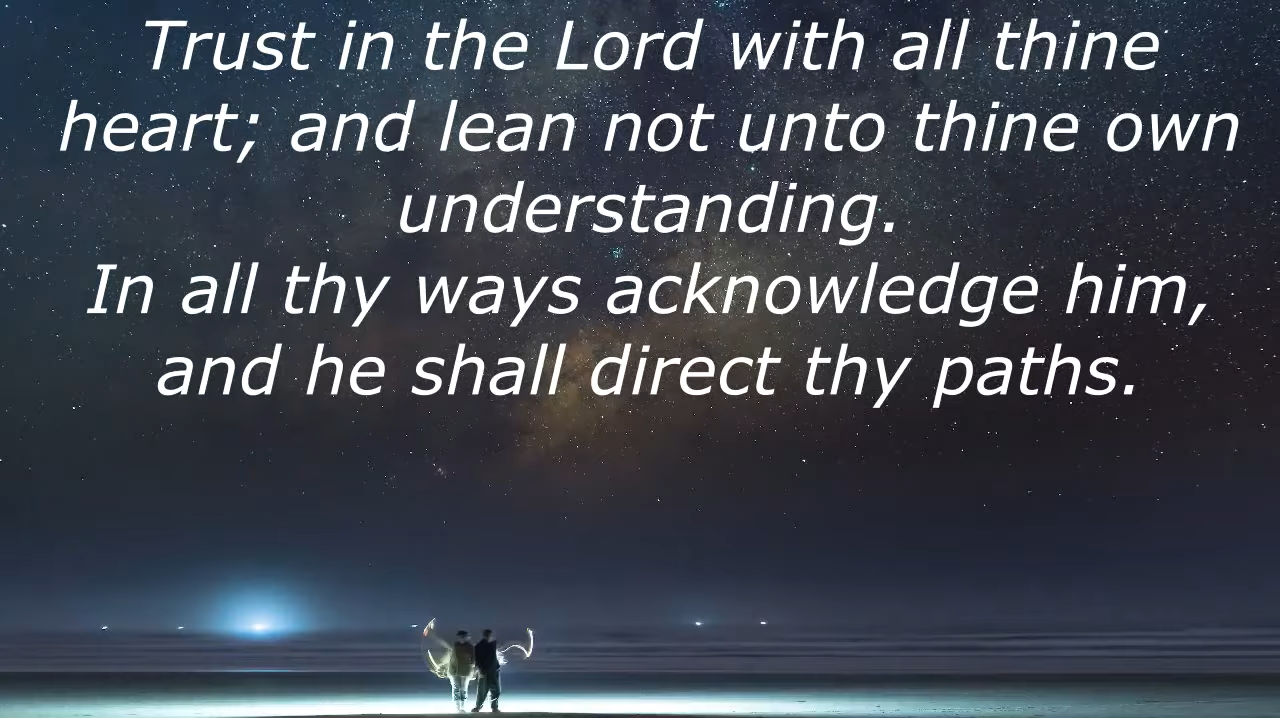 Trust in the Lord with all thine
heart; and lean not unto thine own
understanding.
In all thy ways acknowledge him,
and he shall direct thy paths.